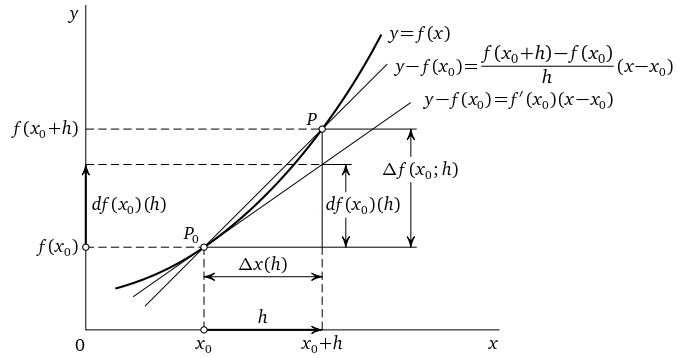 y
y=f(x)
y−f(x₀)=\frac{f(x₀+h)−f(x₀)}{h}(x−x₀)
y−f(x₀)=f′(x₀)(x−x₀)
P
f(x₀+h)
Δf(x₀;h)
df(x₀)(h)
df(x₀)(h)
P₀
f(x₀)
Δx(h)
h
0
x₀
x₀+h
x